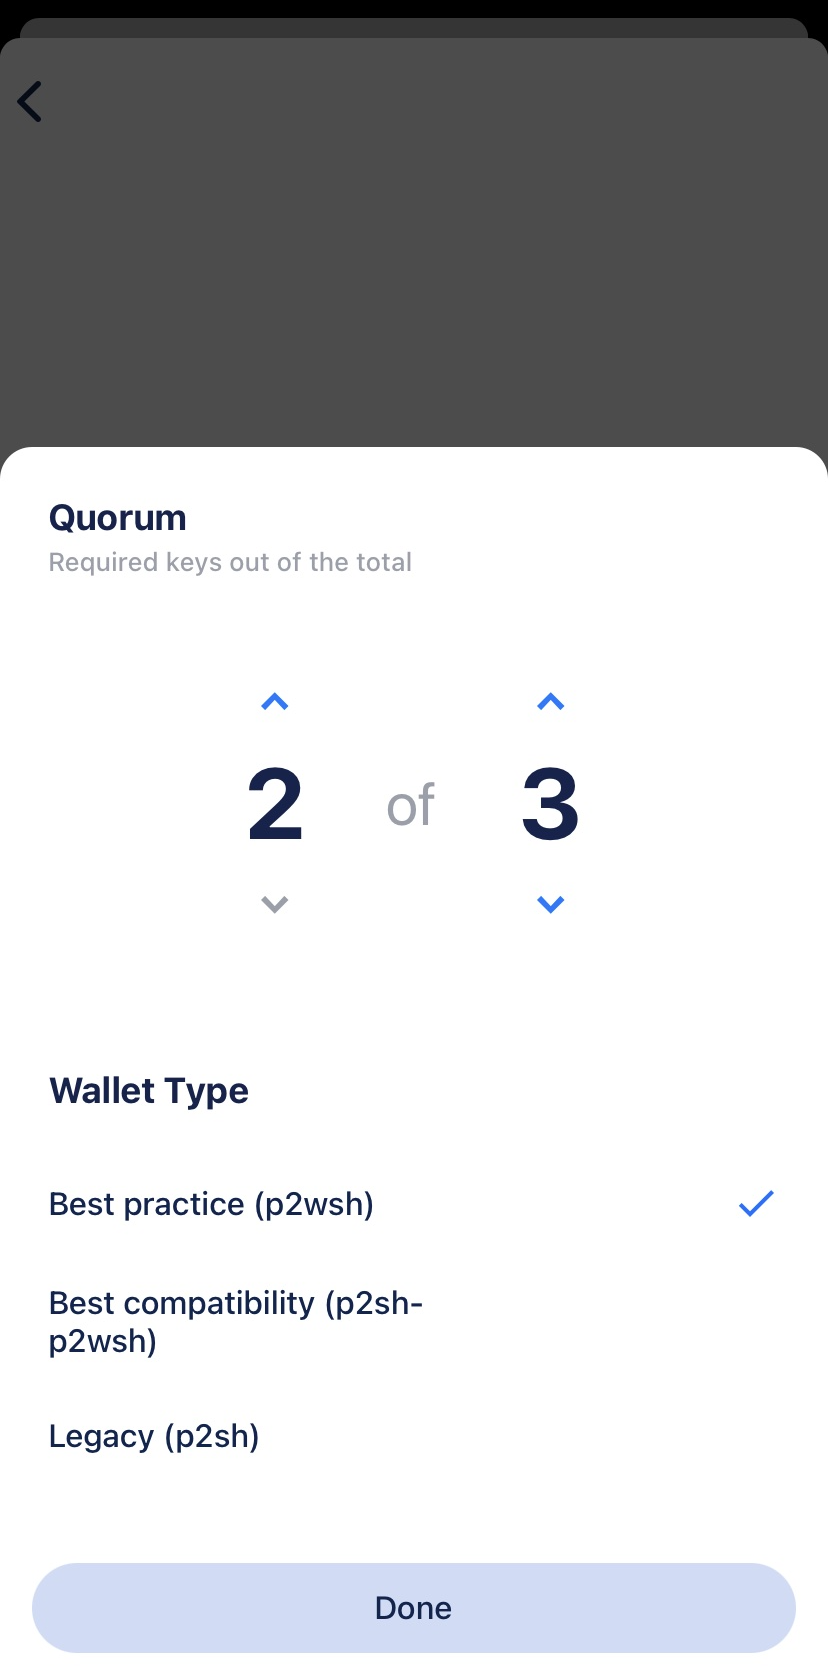 Quorum
Required keys out of the total
2 of 3
Wallet Type
Best practice (p2wsh)
Best compatibility (p2sh-
p2wsh)
Legacy (p2sh)
Done